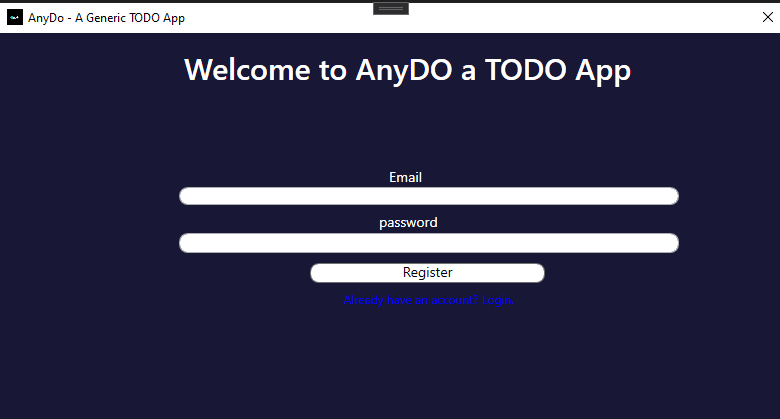 AnyDo - A Generic TODO App
Welcome to AnyDO a TODO App
Email
password
Register
Already have an account? Login.